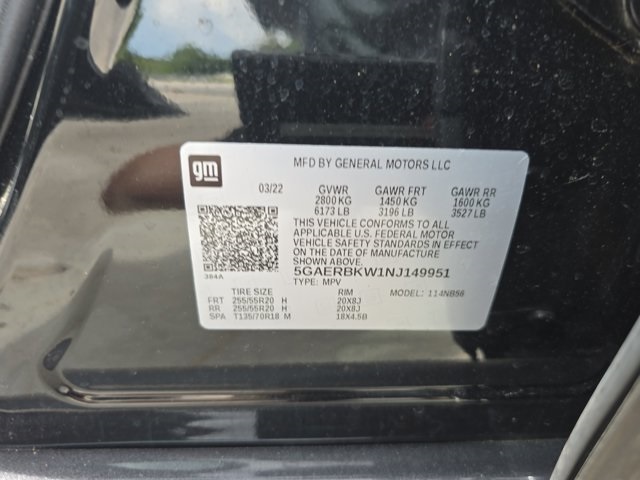 gm
MFD BY GENERAL MOTORS LLC
03/22 GVWR GAWR FRT GAWR RR
2800 KG 1450 KG 1600 KG
6173 LB 3196 LB 3527 LB
THIS VEHICLE CONFORMS TO ALL
APPLICABLE U.S. FEDERAL MOTOR
VEHICLE SAFETY STANDARDS IN EFFECT
ON THE DATE OF MANUFACTURE
SHOWN ABOVE.
5GAERBKW1NJ149951
384A
TYPE: MPV
MODEL: 114NB56
TIRE SIZE RIM
FRT 255/55R20 H 20X8J
RR 255/55R20 H 20X8J
SPA T135/70R18 M 18X4.5B